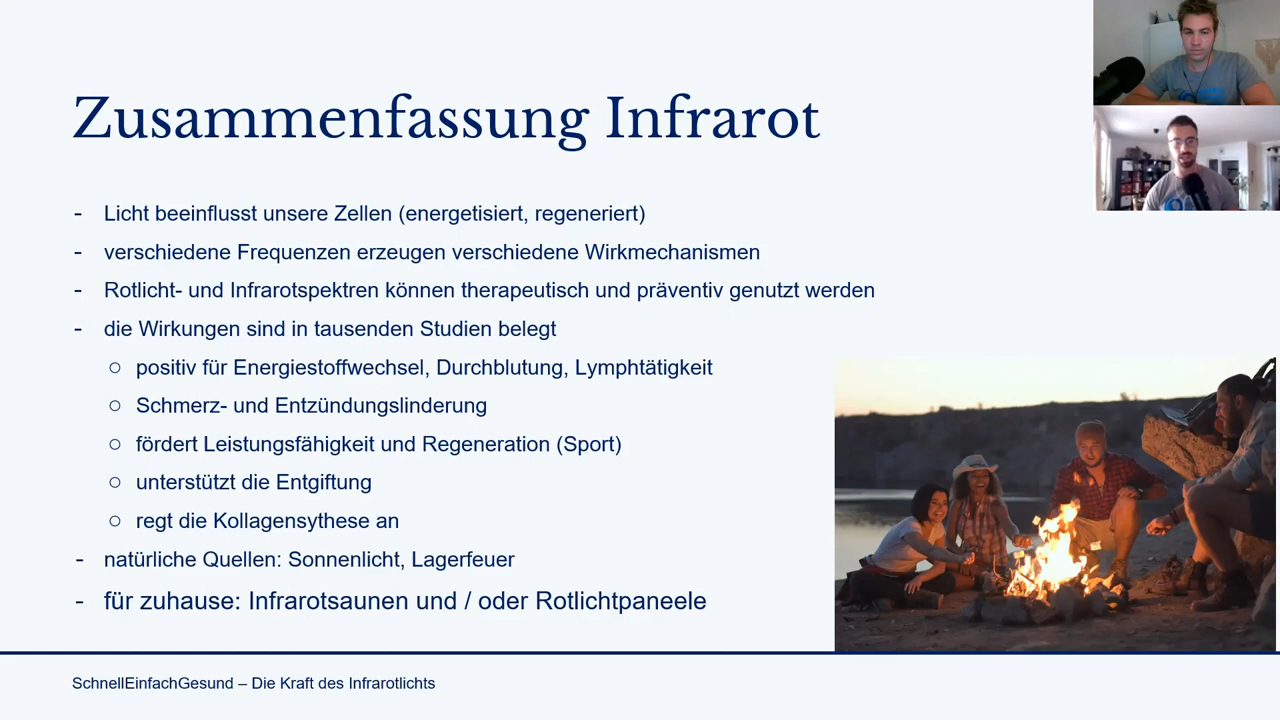 Zusammenfassung Infrarot
- Licht beeinflusst unsere Zellen (energetisiert, regeneriert)
- verschiedene Frequenzen erzeugen verschiedene Wirkmechanismen
- Rotlicht- und Infrarotspektren können therapeutisch und präventiv genutzt werden
- die Wirkungen sind in tausenden Studien belegt
○ positiv für Energiestoffwechsel, Durchblutung, Lymphtätigkeit
○ Schmerz- und Entzündungslinderung
○ fördert Leistungsfähigkeit und Regeneration (Sport)
○ unterstützt die Entgiftung
○ regt die Kollagensythese an
- natürliche Quellen: Sonnenlicht, Lagerfeuer
- für zuhause: Infrarotsaunen und / oder Rotlichtpaneele
SchnellEinfachGesund – Die Kraft des Infrarotlichts